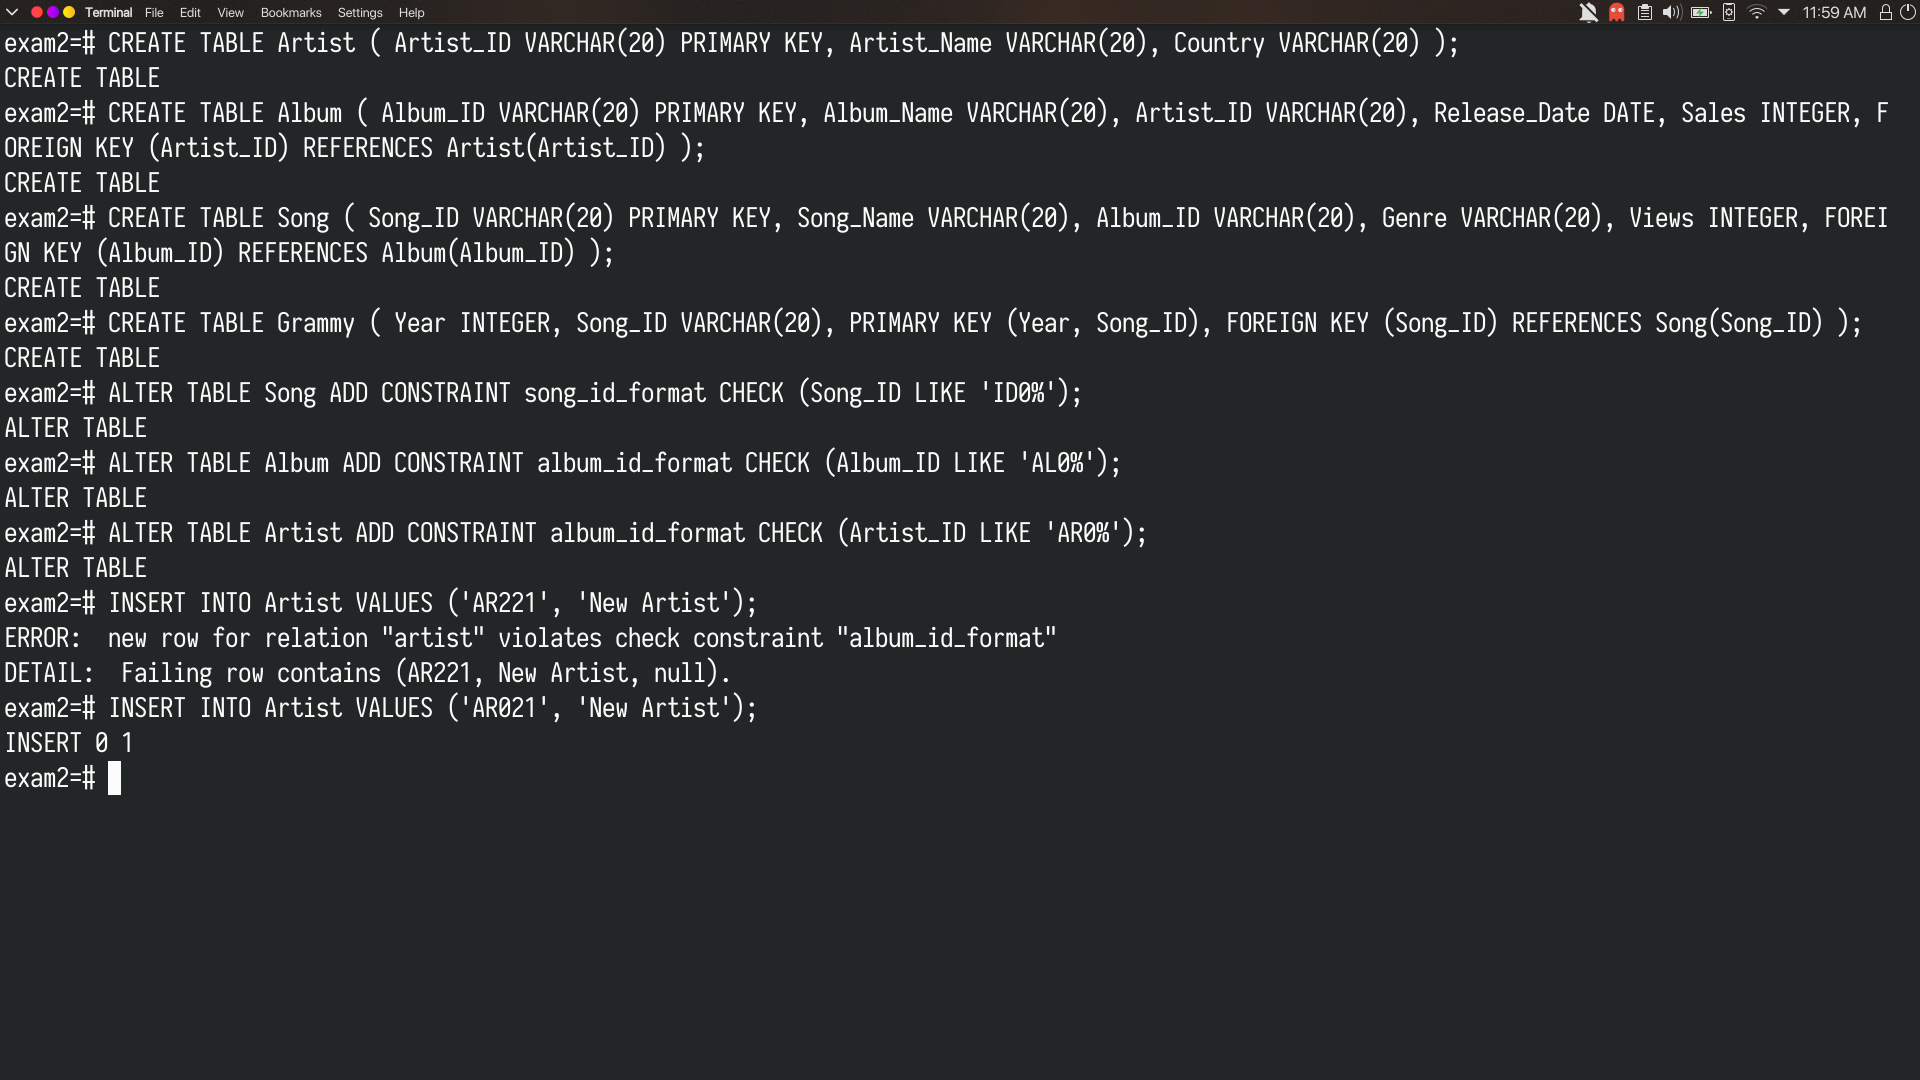 Terminal File Edit View Bookmarks Settings Help 11:59 AM
exam2=# CREATE TABLE Artist ( Artist_ID VARCHAR(20) PRIMARY KEY, Artist_Name VARCHAR(20), Country VARCHAR(20) );
CREATE TABLE
exam2=# CREATE TABLE Album ( Album_ID VARCHAR(20) PRIMARY KEY, Album_Name VARCHAR(20), Artist_ID VARCHAR(20), Release_Date DATE, Sales INTEGER, F
OREIGN KEY (Artist_ID) REFERENCES Artist(Artist_ID) );
CREATE TABLE
exam2=# CREATE TABLE Song ( Song_ID VARCHAR(20) PRIMARY KEY, Song_Name VARCHAR(20), Album_ID VARCHAR(20), Genre VARCHAR(20), Views INTEGER, FOREI
GN KEY (Album_ID) REFERENCES Album(Album_ID) );
CREATE TABLE
exam2=# CREATE TABLE Grammy ( Year INTEGER, Song_ID VARCHAR(20), PRIMARY KEY (Year, Song_ID), FOREIGN KEY (Song_ID) REFERENCES Song(Song_ID) );
CREATE TABLE
exam2=# ALTER TABLE Song ADD CONSTRAINT song_id_format CHECK (Song_ID LIKE 'ID0%');
ALTER TABLE
exam2=# ALTER TABLE Album ADD CONSTRAINT album_id_format CHECK (Album_ID LIKE 'AL0%');
ALTER TABLE
exam2=# ALTER TABLE Artist ADD CONSTRAINT album_id_format CHECK (Artist_ID LIKE 'AR0%');
ALTER TABLE
exam2=# INSERT INTO Artist VALUES ('AR221', 'New Artist');
ERROR:  new row for relation "artist" violates check constraint "album_id_format"
DETAIL:  Failing row contains (AR221, New Artist, null).
exam2=# INSERT INTO Artist VALUES ('AR021', 'New Artist');
INSERT 0 1
exam2=#